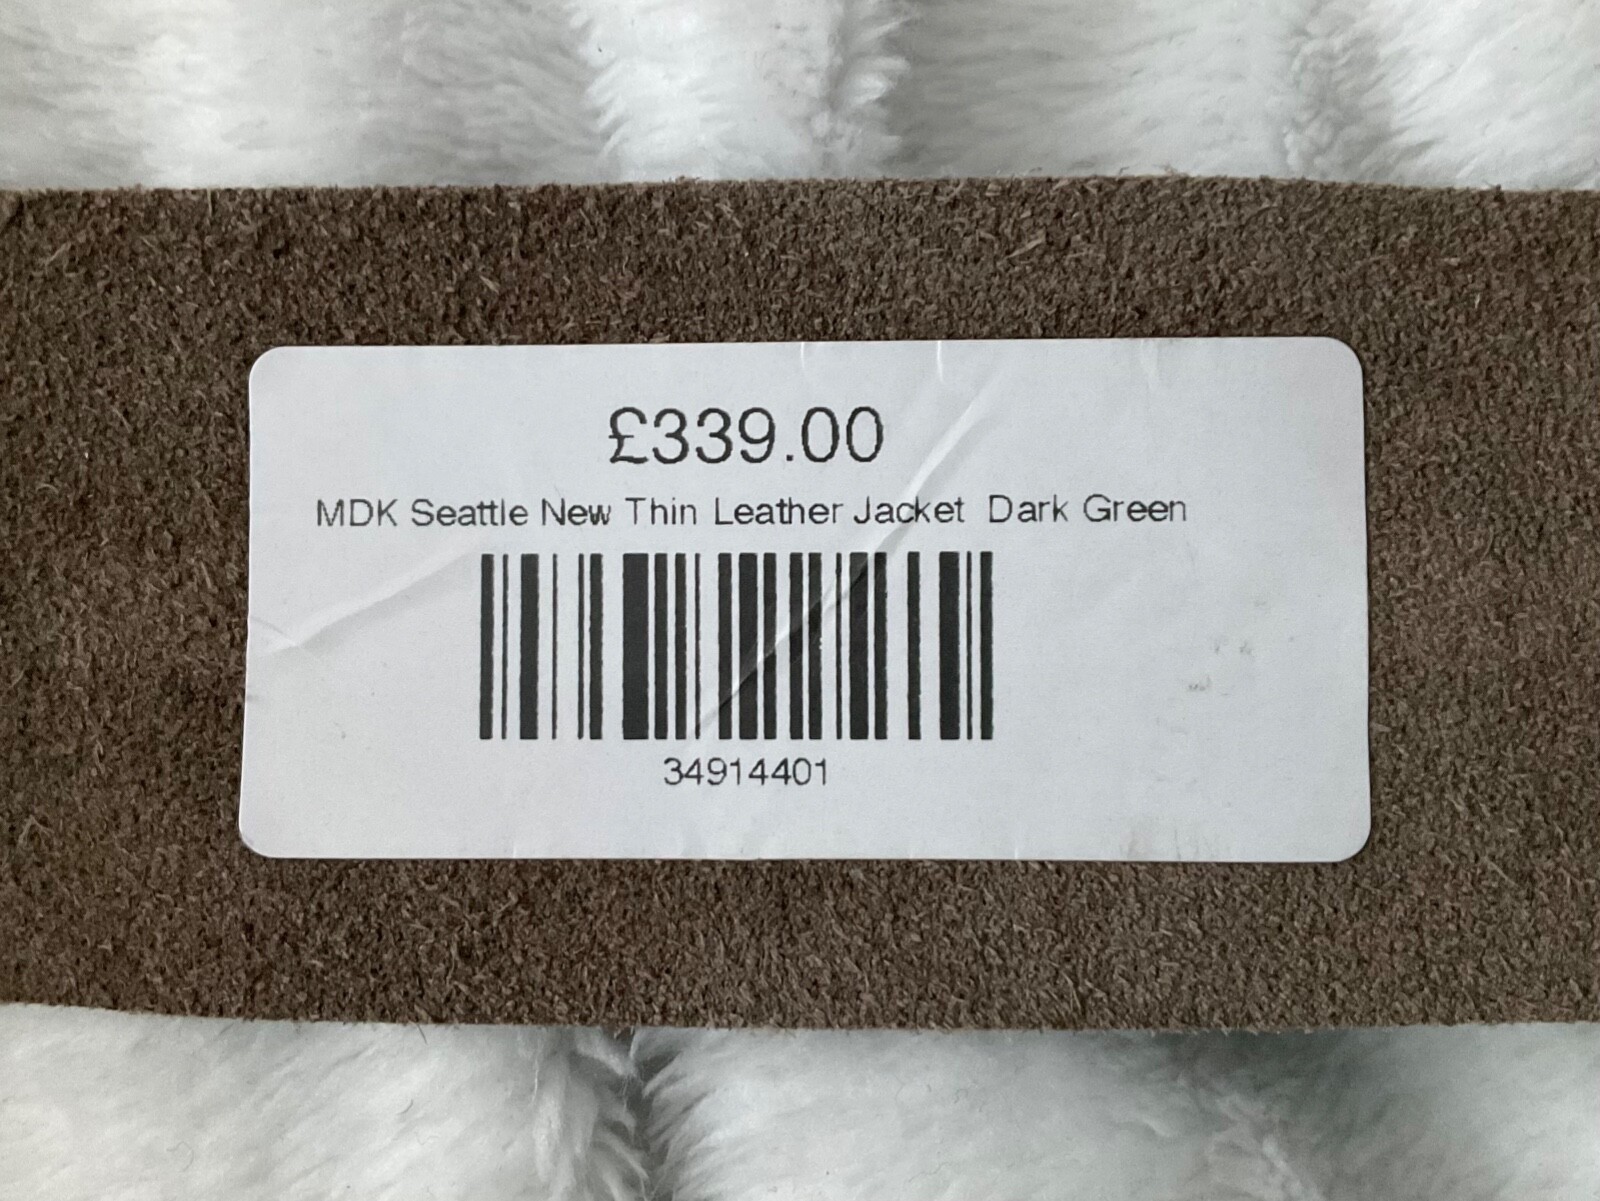 £339.00
MDK Seattle New Thin Leather Jacket  Dark Green
34914401